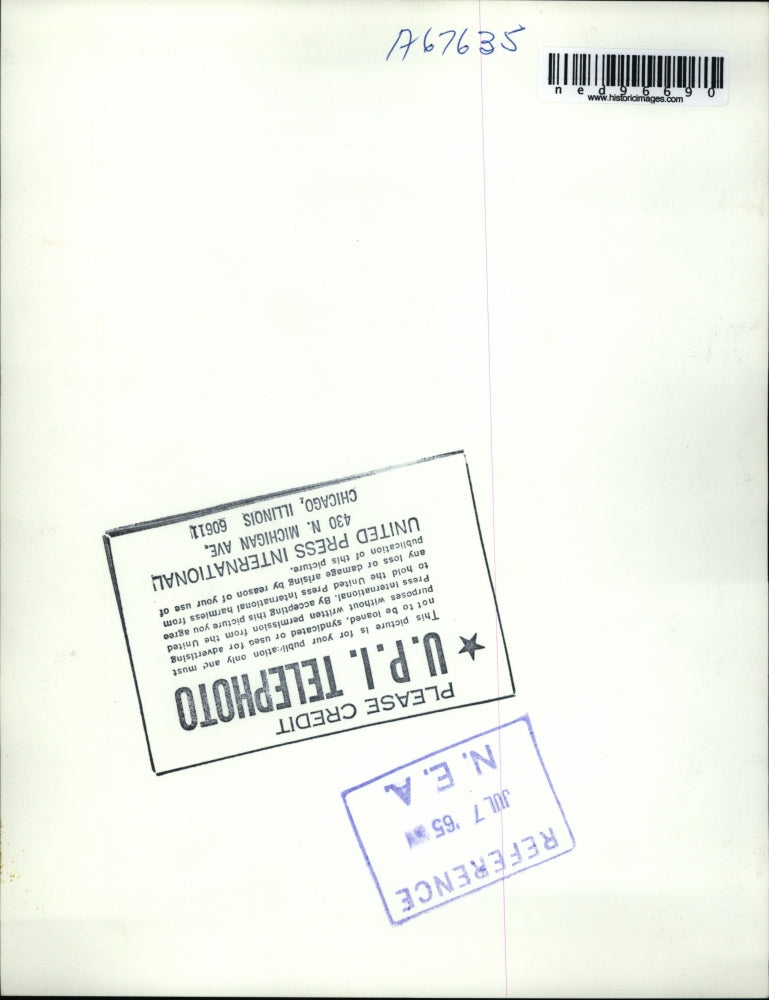 A67635
ned96690
www.historicimages.com
PLEASE CREDIT
★ U.P.I. TELEPHOTO
This picture is for your publication only and must
not to be loaned, syndicated or used for advertising
purposes without written permission from the United
Press International. By accepting this picture you agree
to hold the United Press International harmless from
any loss or damage arising by reason of your use of
publication of this picture.
UNITED PRESS INTERNATIONAL
430 N. MICHIGAN AVE.
CHICAGO, ILLINOIS 60611
REFERENCE
JUL 7 '65
N.E.A.